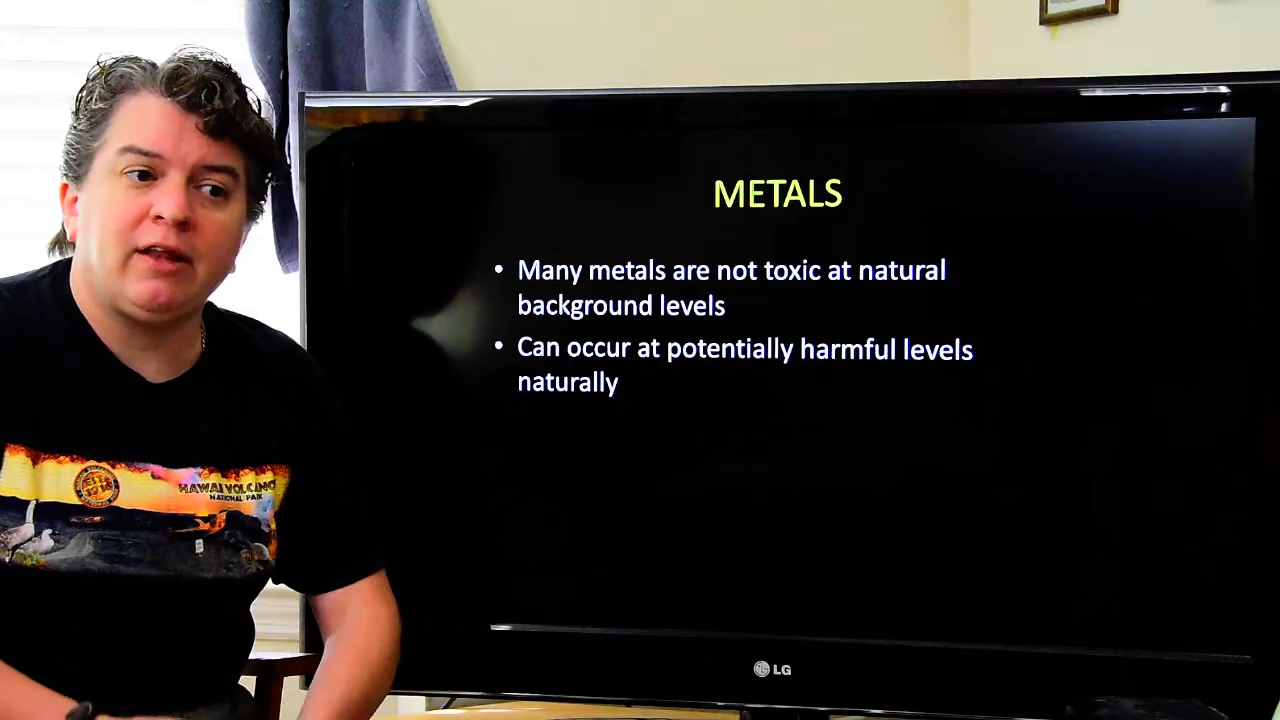 METALS
• Many metals are not toxic at natural
background levels
• Can occur at potentially harmful levels
naturally
HAWAI'I VOLCANO
NATIONAL PARK
1916
LG